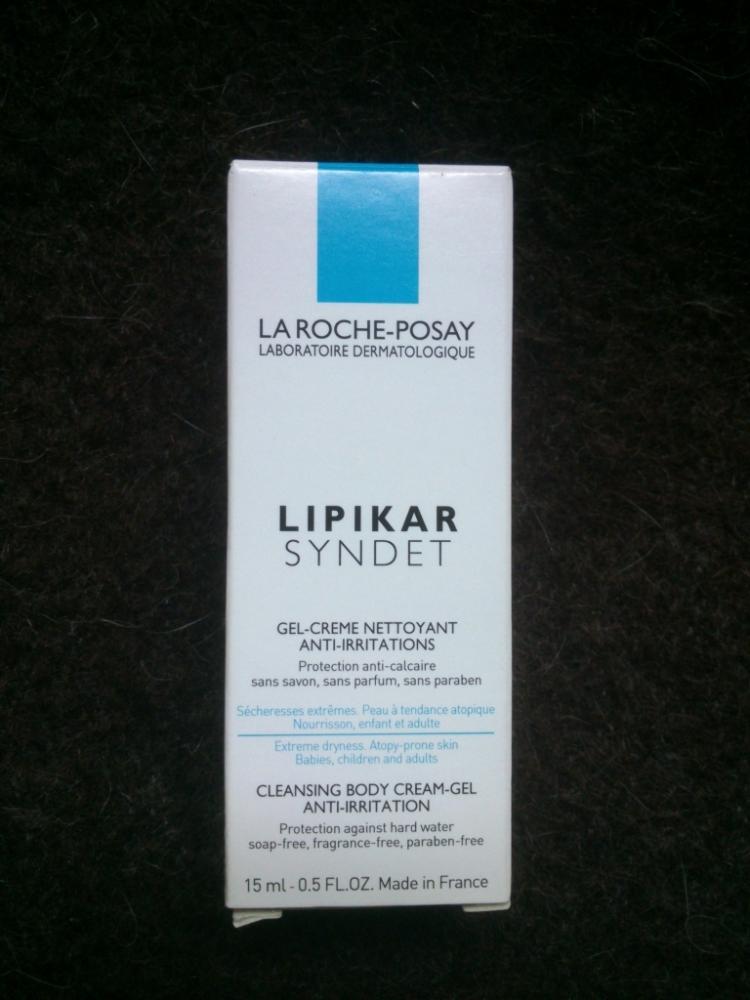 LA ROCHE-POSAY
LABORATOIRE DERMATOLOGIQUE
LIPIKAR
SYNDET
GEL-CREME NETTOYANT
ANTI-IRRITATIONS
Protection anti-calcaire
sans savon, sans parfum, sans paraben
Sécheresses extrêmes. Peau à tendance atopique
Nourrisson, enfant et adulte
Extreme dryness. Atopy-prone skin
Babies, children and adults
CLEANSING BODY CREAM-GEL
ANTI-IRRITATION
Protection against hard water
soap-free, fragrance-free, paraben-free
15 ml - 0.5 FL.OZ. Made in France